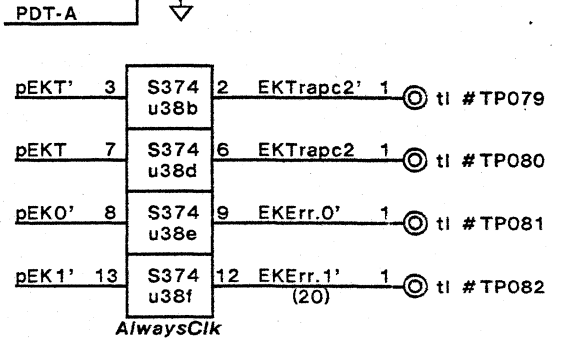 PDT-A
pEKT' 3 S374 2 EKTrapc2' 1 tl #TP079
u38b
pEKT 7 S374 6 EKTrapc2 1 tl #TP080
u38d
pEK0' 8 S374 9 EKErr.0' 1 tl #TP081
u38e
pEK1' 13 S374 12 EKErr.1' 1 tl #TP082
u38f (20)
AlwaysClk